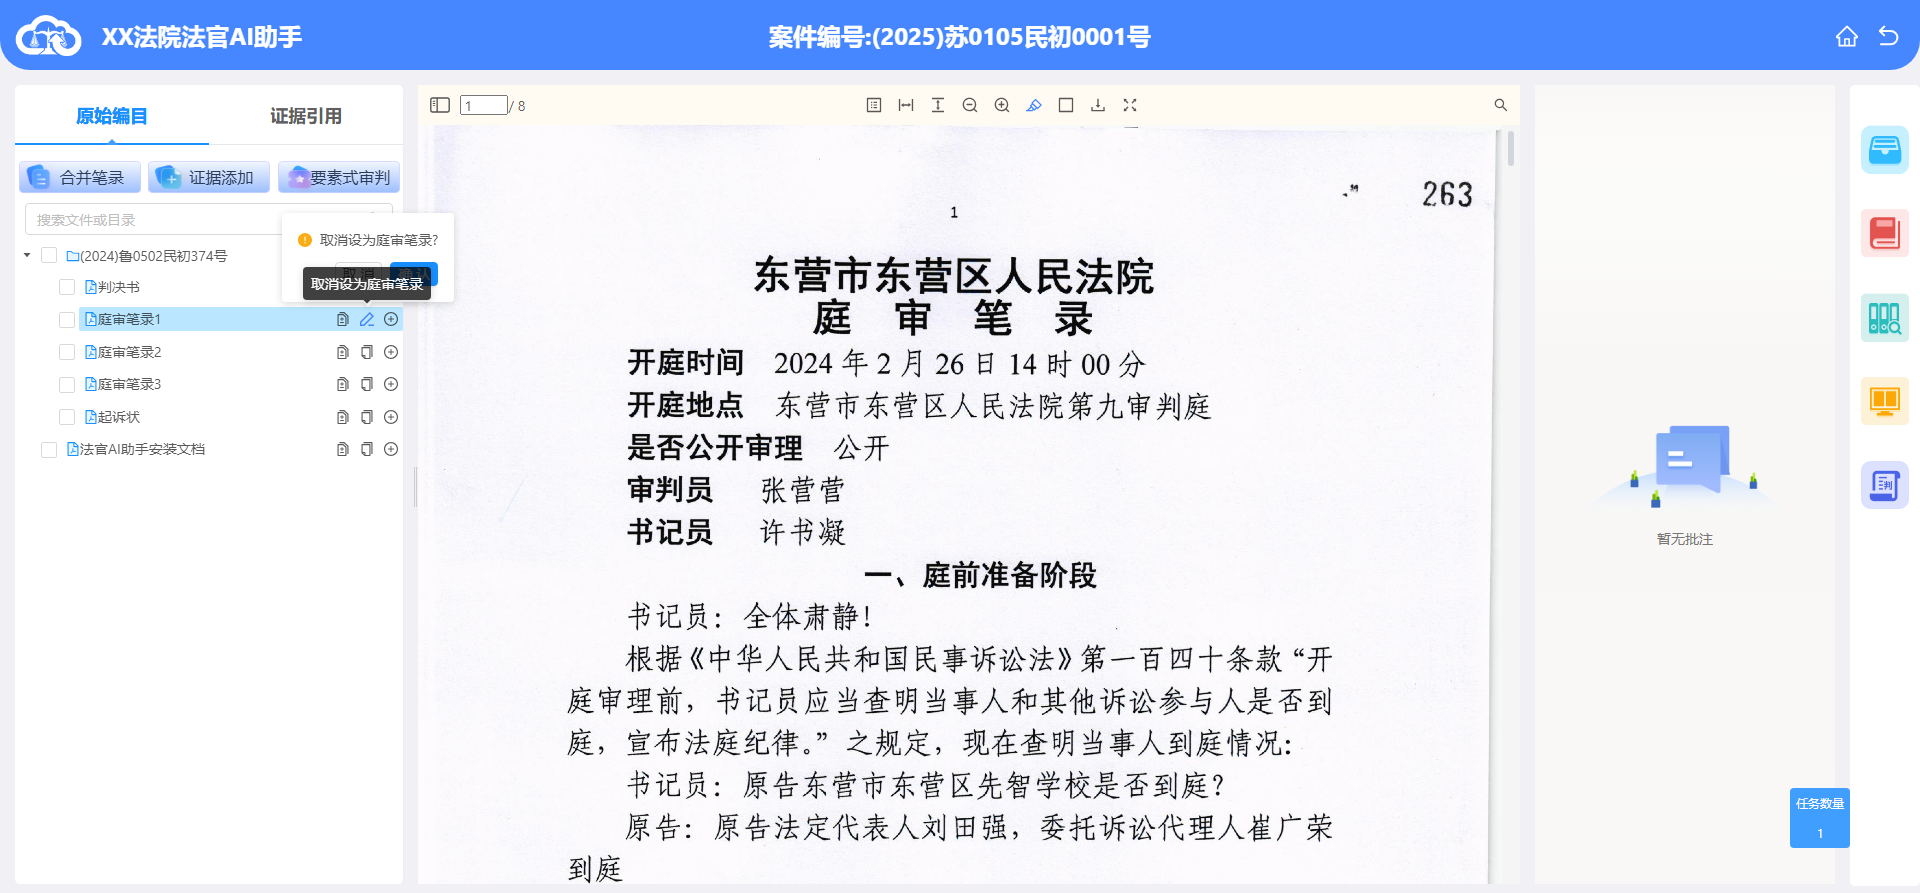 XX法院法官AI助手
案件编号:(2025)苏0105民初0001号
原始编目
证据引用
合并笔录
证据添加
要素式审判
搜索文件或目录
取消设为庭审笔录?
取消设为庭审笔录
(2024)鲁0502民初374号
判决书
庭审笔录1
庭审笔录2
庭审笔录3
起诉状
法官AI助手安装文档
1 / 8
263
1
东营市东营区人民法院
庭 审 笔 录
开庭时间 2024 年 2 月 26 日 14 时 00 分
开庭地点 东营市东营区人民法院第九审判庭
是否公开审理 公开
审判员 张营营
书记员 许书凝
一、庭前准备阶段
书记员：全体肃静！
根据《中华人民共和国民事诉讼法》第一百四十条款“开
庭审理前，书记员应当查明当事人和其他诉讼参与人是否到
庭，宣布法庭纪律。”之规定，现在查明当事人到庭情况：
书记员：原告东营市东营区先智学校是否到庭？
原告：原告法定代表人刘田强，委托诉讼代理人崔广荣
到庭
暂无批注
判
任务数量
1